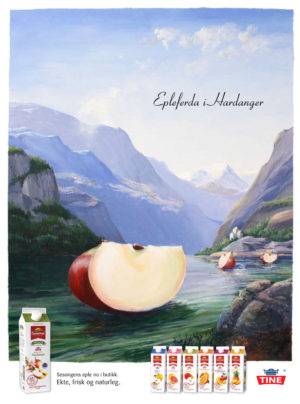 Epleferda i Hardanger
Sesongens eple no i butikk.
Ekte, frisk og naturleg.
TINE